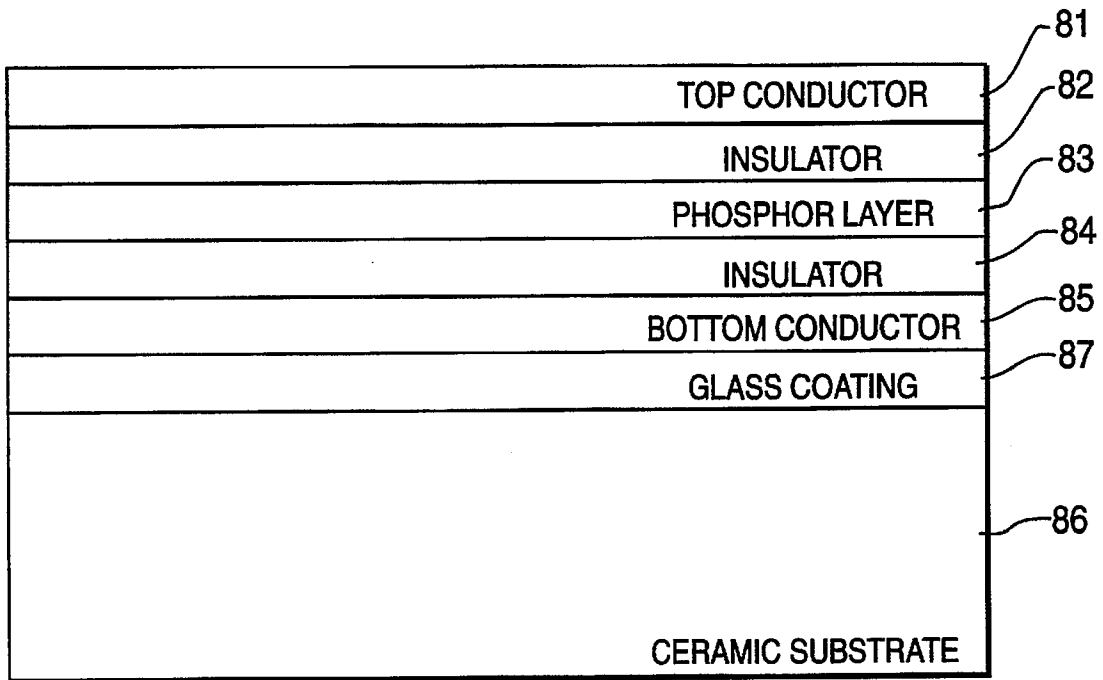 81
TOP CONDUCTOR
82
INSULATOR
83
PHOSPHOR LAYER
84
INSULATOR
85
BOTTOM CONDUCTOR
87
GLASS COATING
86
CERAMIC SUBSTRATE